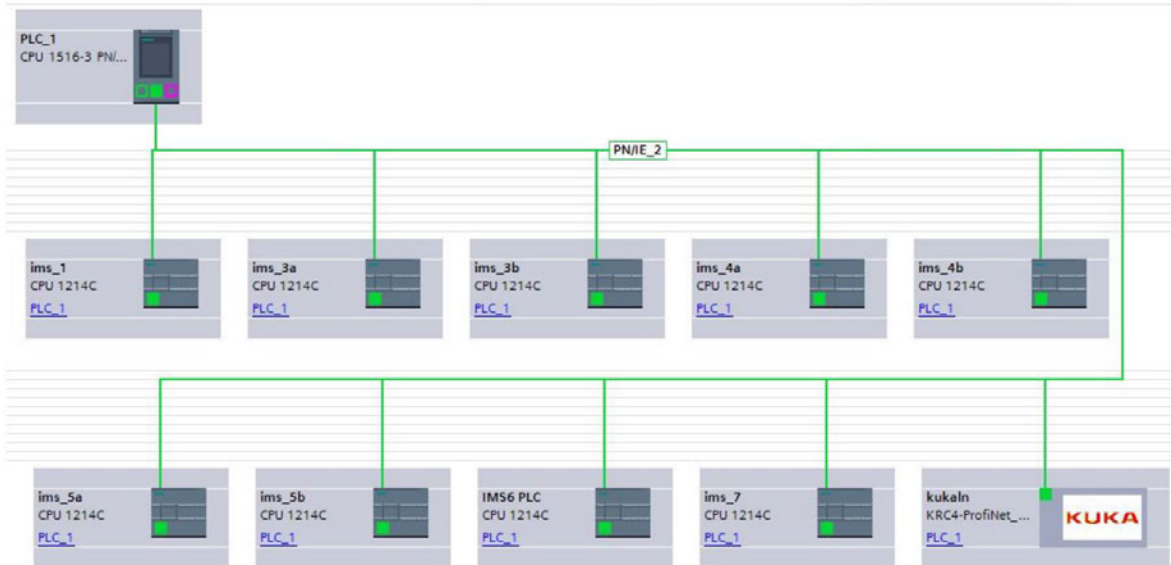 PLC_1
CPU 1516-3 PN/...
PN/IE_2
ims_1
CPU 1214C
PLC_1
ims_3a
CPU 1214C
PLC_1
ims_3b
CPU 1214C
PLC_1
ims_4a
CPU 1214C
PLC_1
ims_4b
CPU 1214C
PLC_1
ims_5a
CPU 1214C
PLC_1
ims_5b
CPU 1214C
PLC_1
IMS6 PLC
CPU 1214C
PLC_1
ims_7
CPU 1214C
PLC_1
kukaln
KRC4-ProfiNet_...
PLC_1
KUKA